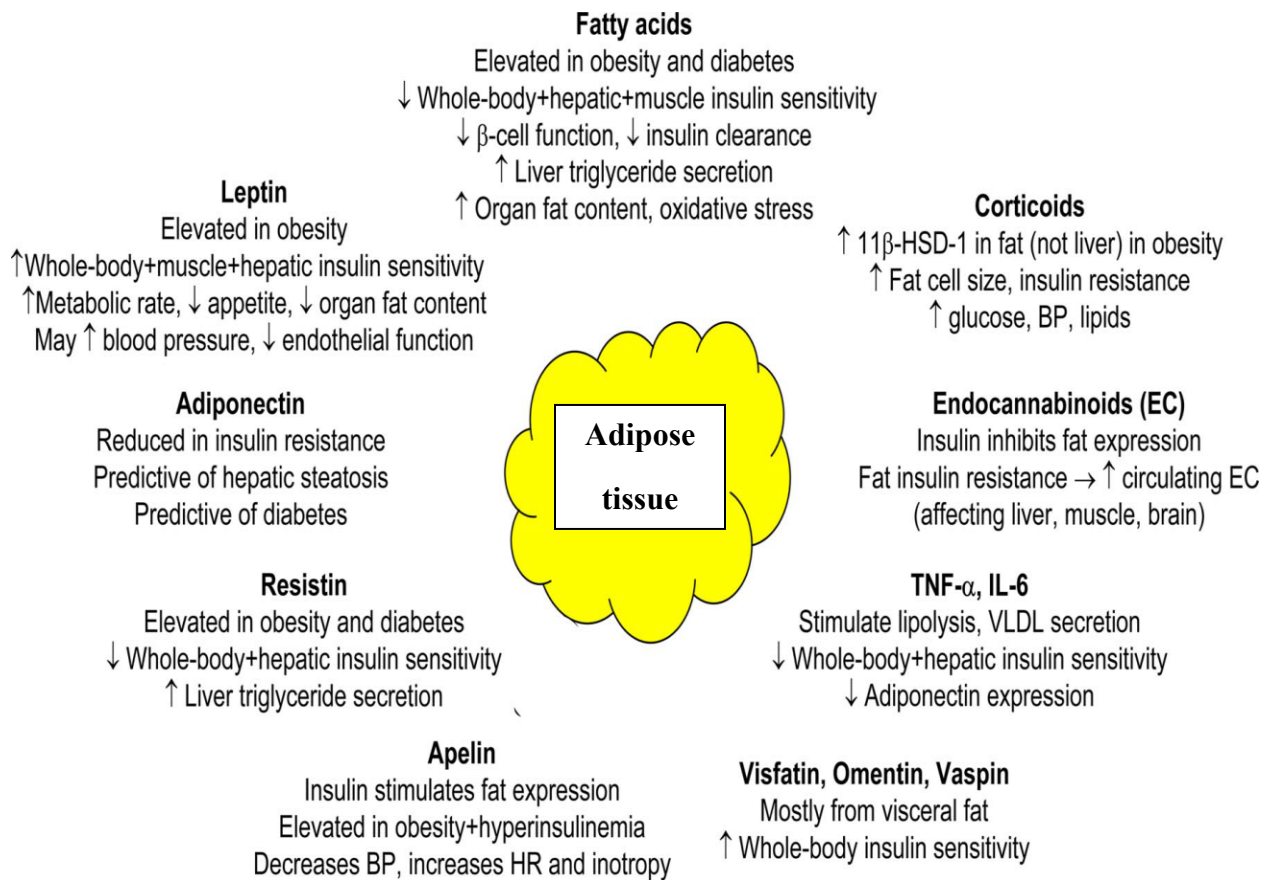 Fatty acids
Elevated in obesity and diabetes
↓ Whole-body+hepatic+muscle insulin sensitivity
↓ β-cell function, ↓ insulin clearance
↑ Liver triglyceride secretion
↑ Organ fat content, oxidative stress
Leptin
Elevated in obesity
↑Whole-body+muscle+hepatic insulin sensitivity
↑Metabolic rate, ↓ appetite, ↓ organ fat content
May ↑ blood pressure, ↓ endothelial function
Corticoids
↑ 11β-HSD-1 in fat (not liver) in obesity
↑ Fat cell size, insulin resistance
↑ glucose, BP, lipids
Adiponectin
Reduced in insulin resistance
Predictive of hepatic steatosis
Predictive of diabetes
Adipose
tissue
Endocannabinoids (EC)
Insulin inhibits fat expression
Fat insulin resistance → ↑ circulating EC
(affecting liver, muscle, brain)
Resistin
Elevated in obesity and diabetes
↓ Whole-body+hepatic insulin sensitivity
↑ Liver triglyceride secretion
TNF-α, IL-6
Stimulate lipolysis, VLDL secretion
↓ Whole-body+hepatic insulin sensitivity
↓ Adiponectin expression
Apelin
Insulin stimulates fat expression
Elevated in obesity+hyperinsulinemia
Decreases BP, increases HR and inotropy
Visfatin, Omentin, Vaspin
Mostly from visceral fat
↑ Whole-body insulin sensitivity